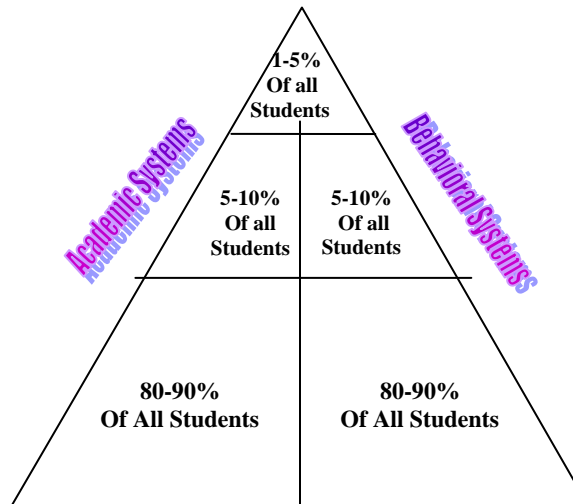 1-5%
Of all
Students
Academic Systems
Behavioral Systems
5-10%
Of all
Students
5-10%
Of all
Students
80-90%
Of All Students
80-90%
Of All Students